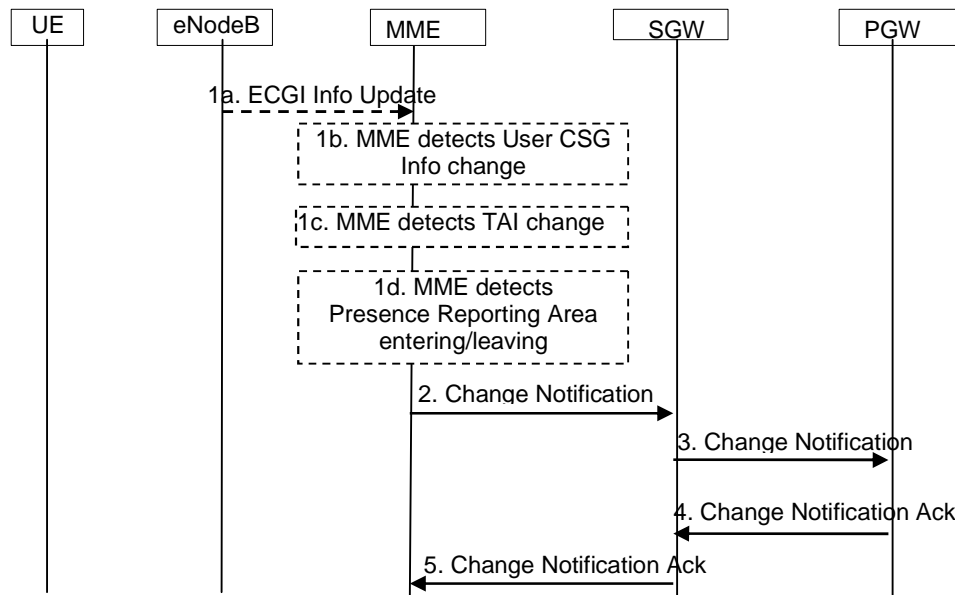 UE
eNodeB
MME
SGW
PGW
1a. ECGI Info Update
1b. MME detects User CSG
Info change
1c. MME detects TAI change
1d. MME detects
Presence Reporting Area
entering/leaving
2. Change Notification
3. Change Notification
4. Change Notification Ack
5. Change Notification Ack